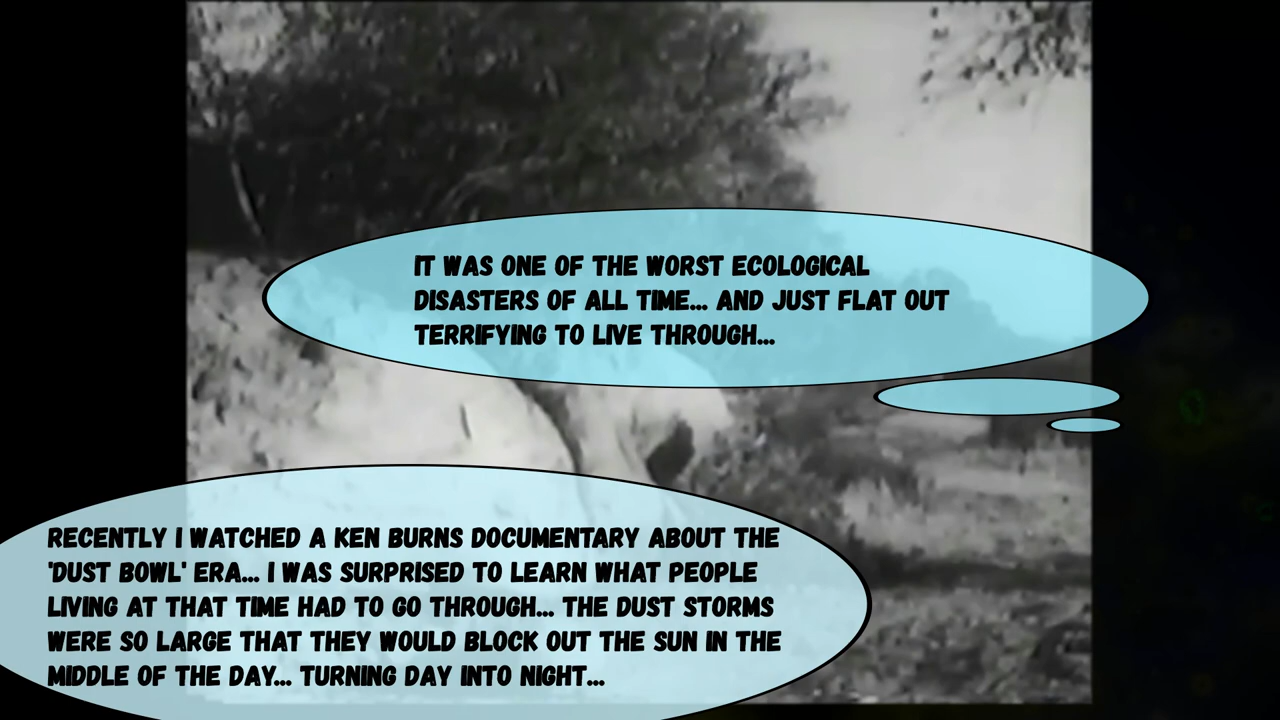 IT WAS ONE OF THE WORST ECOLOGICAL
DISASTERS OF ALL TIME... AND JUST FLAT OUT
TERRIFYING TO LIVE THROUGH...
RECENTLY I WATCHED A KEN BURNS DOCUMENTARY ABOUT THE
'DUST BOWL' ERA... I WAS SURPRISED TO LEARN WHAT PEOPLE
LIVING AT THAT TIME HAD TO GO THROUGH... THE DUST STORMS
WERE SO LARGE THAT THEY WOULD BLOCK OUT THE SUN IN THE
MIDDLE OF THE DAY... TURNING DAY INTO NIGHT...